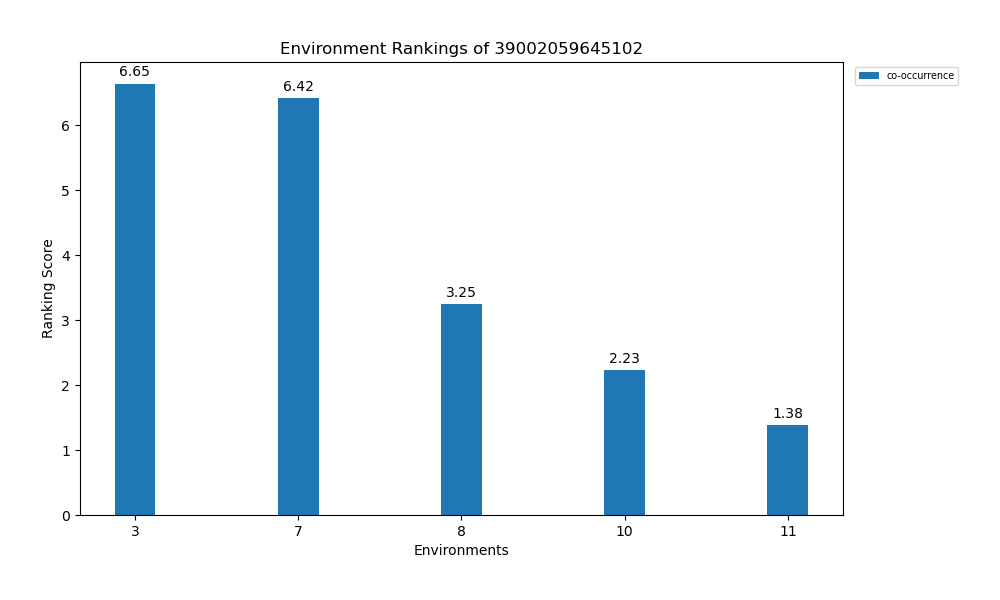 Environment Rankings of 39002059645102
co-occurrence
6.65
6.42
3.25
2.23
1.38
6
5
4
3
2
1
0
Ranking Score
3 7 8 10 11
Environments